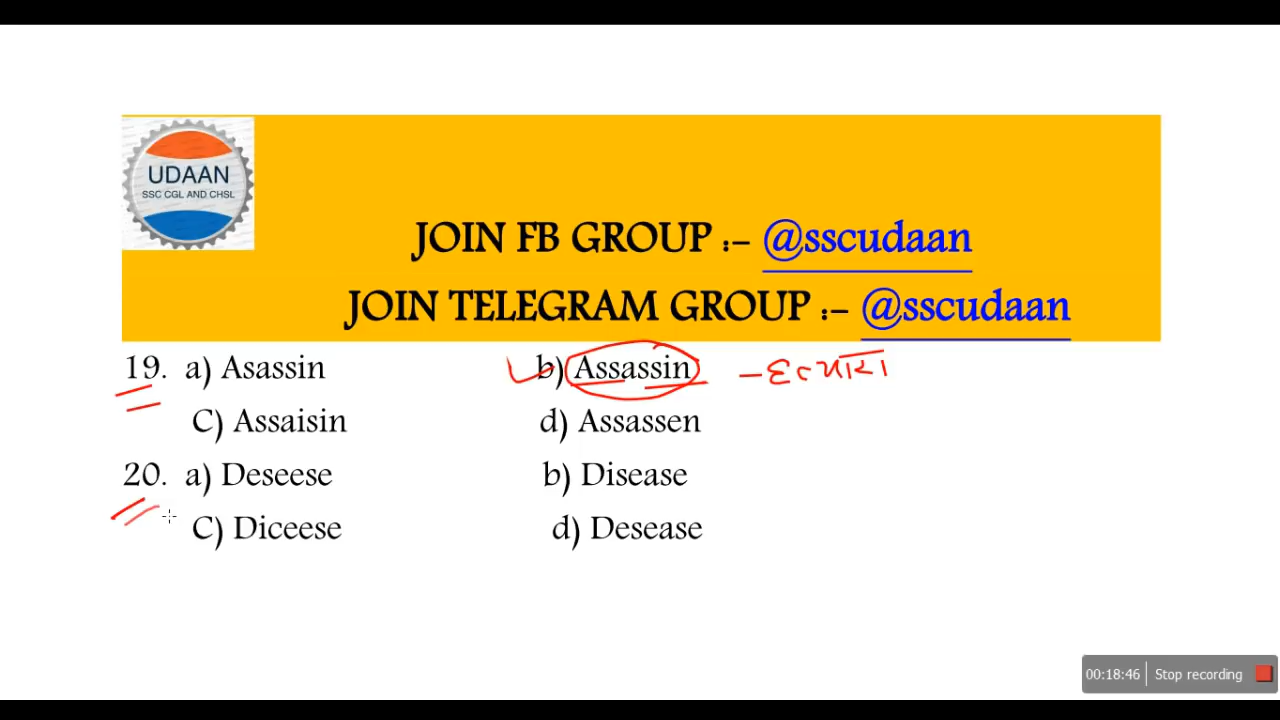 UDAAN
SSC CGL AND CHSL
JOIN FB GROUP :- @sscudaan
JOIN TELEGRAM GROUP :- @sscudaan
19. a) Asassin b) Assassin - हत्यारा
C) Assaisin d) Assassen
20. a) Deseese b) Disease
C) Diceese d) Desease
00:18:46 Stop recording